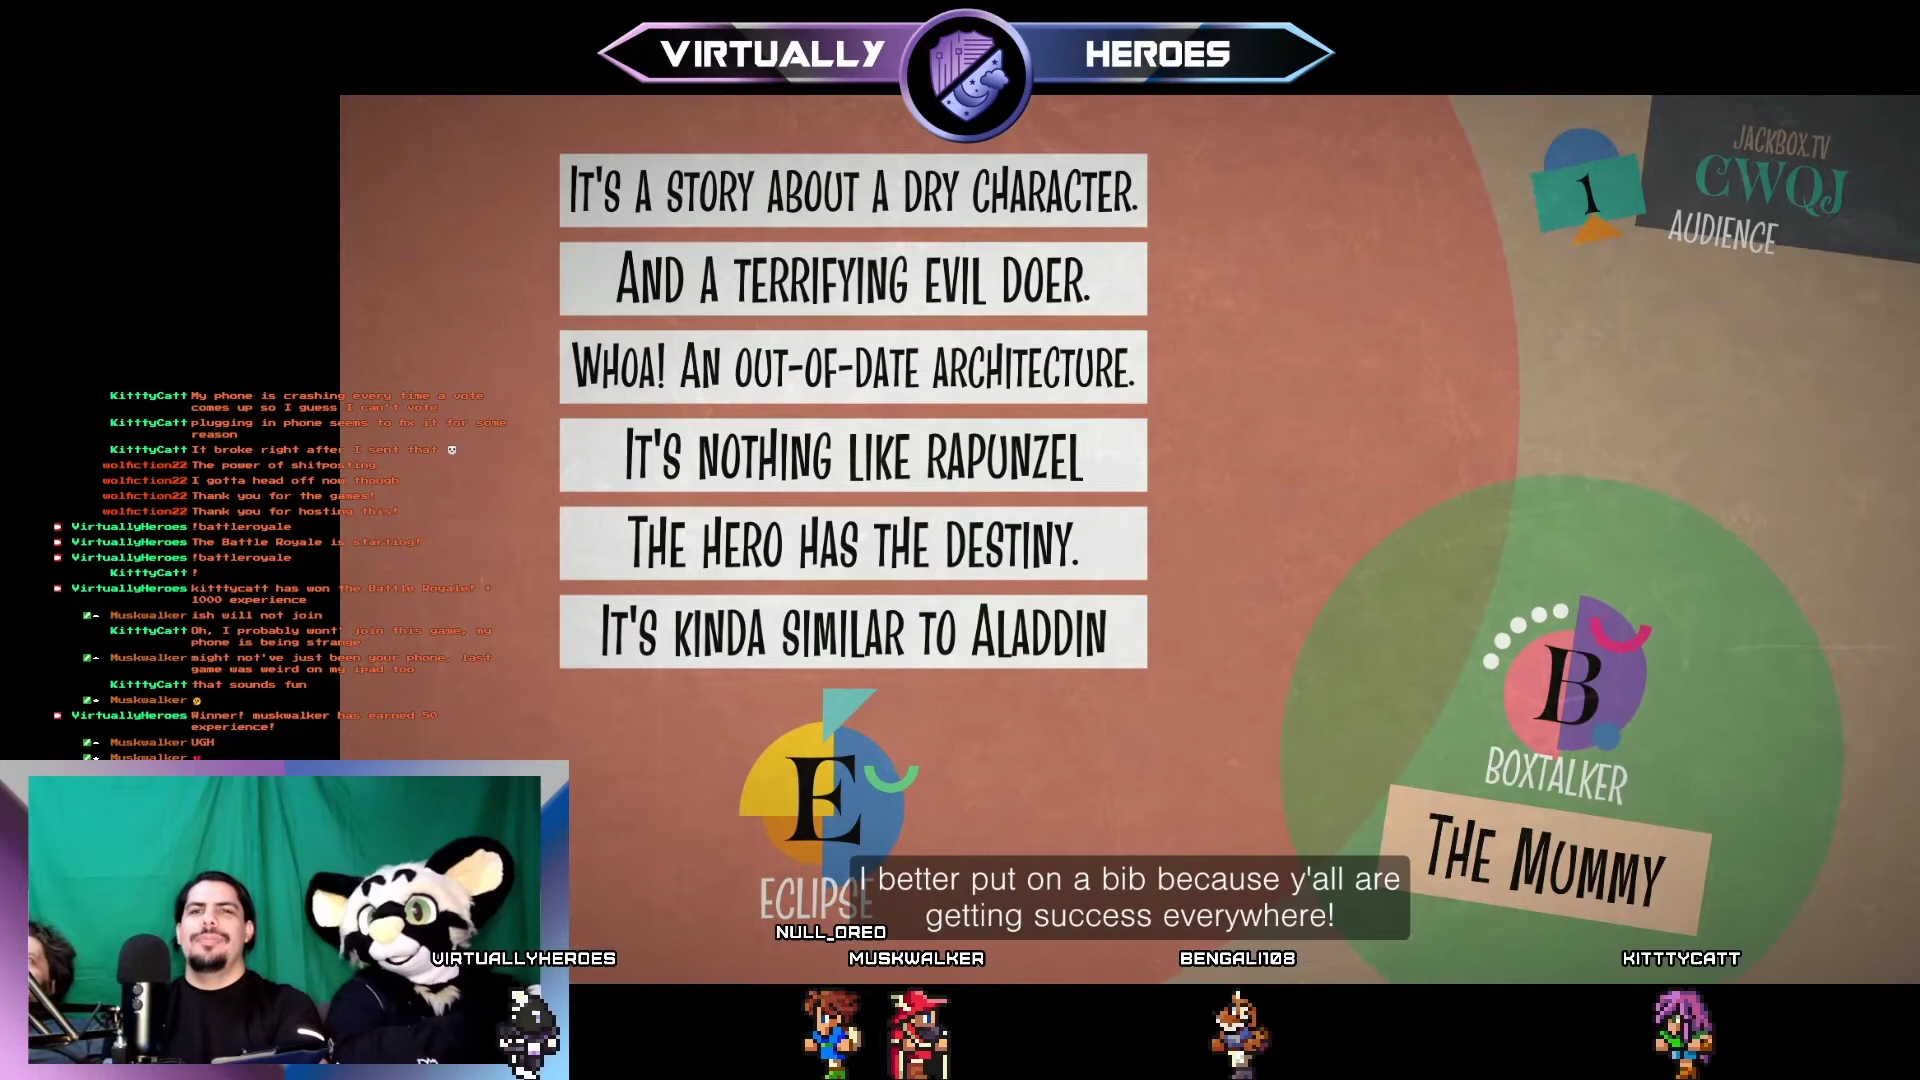 VIRTUALLY HEROES
JACKBOX.TV
CWQJ
AUDIENCE
1
IT'S A STORY ABOUT A DRY CHARACTER.
AND A TERRIFYING EVIL DOER.
WHOA! AN OUT-OF-DATE ARCHITECTURE.
IT'S NOTHING LIKE RAPUNZEL
THE HERO HAS THE DESTINY.
IT'S KINDA SIMILAR TO ALADDIN
KitttyCatt My phone is crashing every time a vote
comes up so I guess I can't vote
KitttyCatt plugging in phone seems to fix it for some
reason
KitttyCatt It broke right after I sent that
wolfiction22 The power of shitposting
wolfiction22 I gotta head off now though
wolfiction22 Thank you for the games!
wolfiction22 Thank you for hosting this!
VirtuallyHeroes !battleroyale
VirtuallyHeroes The Battle Royale is starting!
VirtuallyHeroes !battleroyale
KitttyCatt !
VirtuallyHeroes kitttycatt has won the Battle Royale! +
1000 experience
Muskwalker ish will not join
KitttyCatt Oh, I probably wont' join this game, my
phone is being strange
Muskwalker might not've just been your phone, last
game was weird on my ipad too
KitttyCatt that sounds fun
Muskwalker
VirtuallyHeroes Winner! muskwalker has earned 50
experience!
Muskwalker UGH
Muskwalker
E
ECLIPSE
B
BOXTALKER
THE MUMMY
I better put on a bib because y'all are
getting success everywhere!
NULL_OREO
VIRTUALLYHEROES
MUSKWALKER
BENGALI108
KITTTYCATT